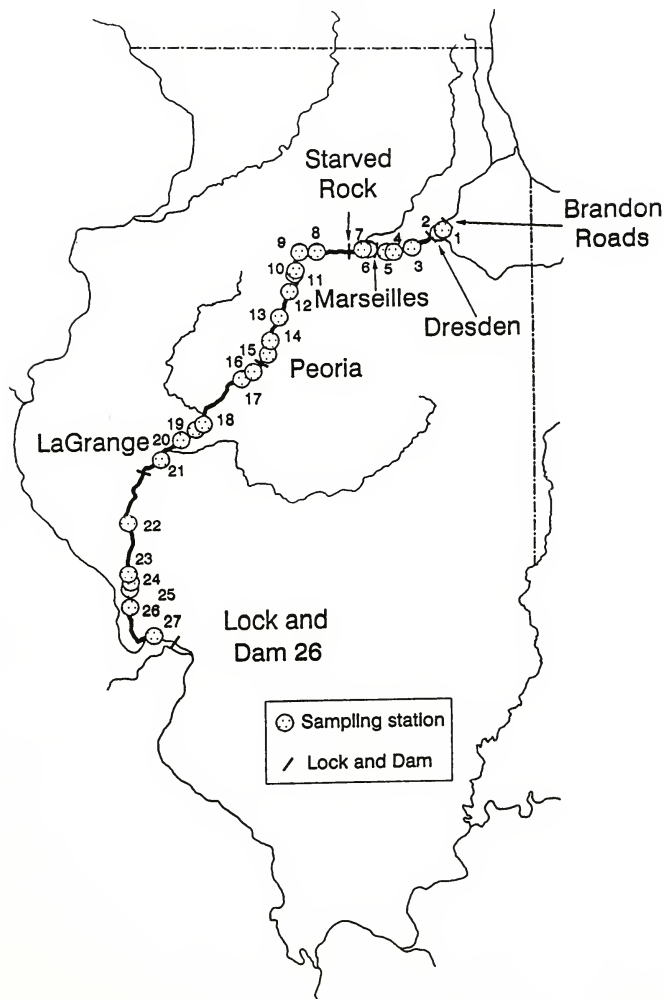 Starved
Rock
Brandon
Roads
2
1
7
4
3
6
5
9
8
10
11
Marseilles
12
Dresden
13
14
15
Peoria
16
17
18
19
LaGrange
20
21
22
23
24
25
26
27
Lock and
Dam 26
Sampling station
Lock and Dam